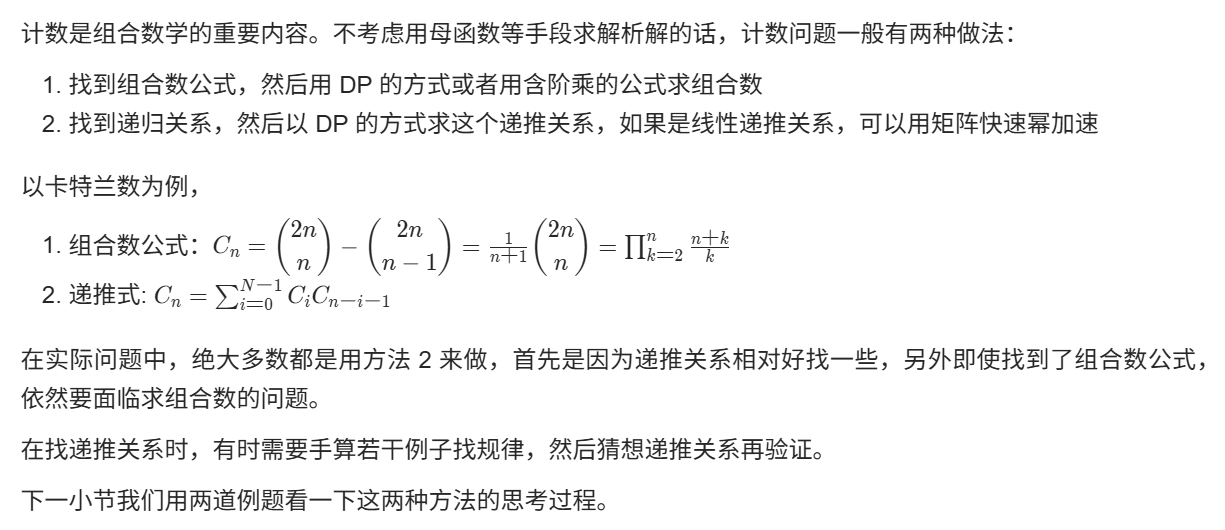 计数是组合数学的重要内容。不考虑用母函数等手段求解析解的话，计数问题一般有两种做法：
1. 找到组合数公式，然后用 DP 的方式或者用含阶乘的公式求组合数
2. 找到递归关系，然后以 DP 的方式求这个递推关系，如果是线性递推关系，可以用矩阵快速幂加速
以卡特兰数为例，
1. 组合数公式：$C_n = \binom{2n}{n} - \binom{2n}{n-1} = \frac{1}{n+1}\binom{2n}{n} = \prod_{k=2}^{n} \frac{n+k}{k}$
2. 递推式: $C_n = \sum_{i=0}^{N-1} C_i C_{n-i-1}$
在实际问题中，绝大多数都是用方法 2 来做，首先是因为递推关系相对好找一些，另外即使找到了组合数公式，
依然要面临求组合数的问题。
在找递推关系时，有时需要手算若干例子找规律，然后猜想递推关系再验证。
下一小节我们用两道例题看一下这两种方法的思考过程。